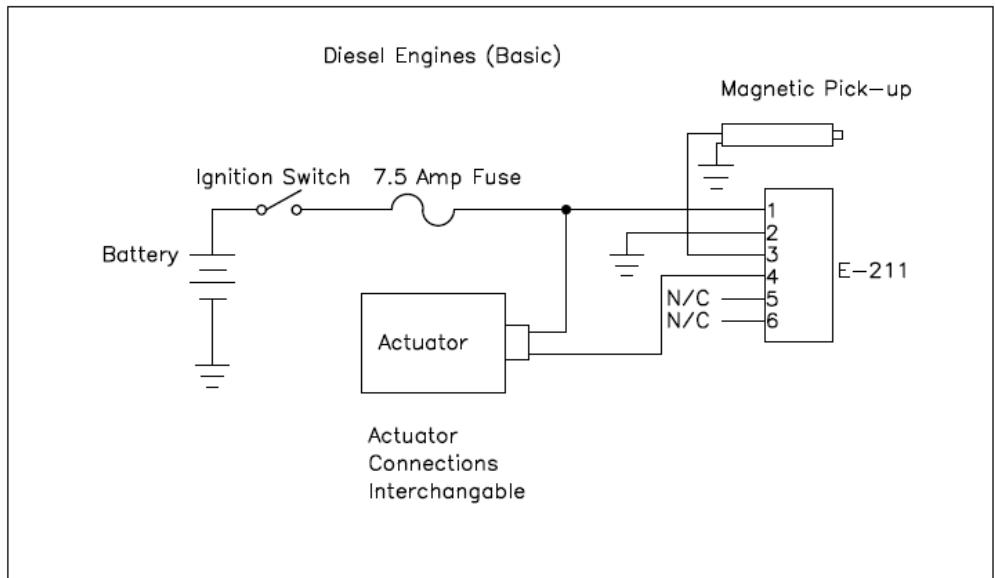 Diesel Engines (Basic)
Magnetic Pick-up
Ignition Switch 7.5 Amp Fuse
Battery
1
2
3
4
N/C 5
N/C 6
E-211
Actuator
Actuator
Connections
Interchangable